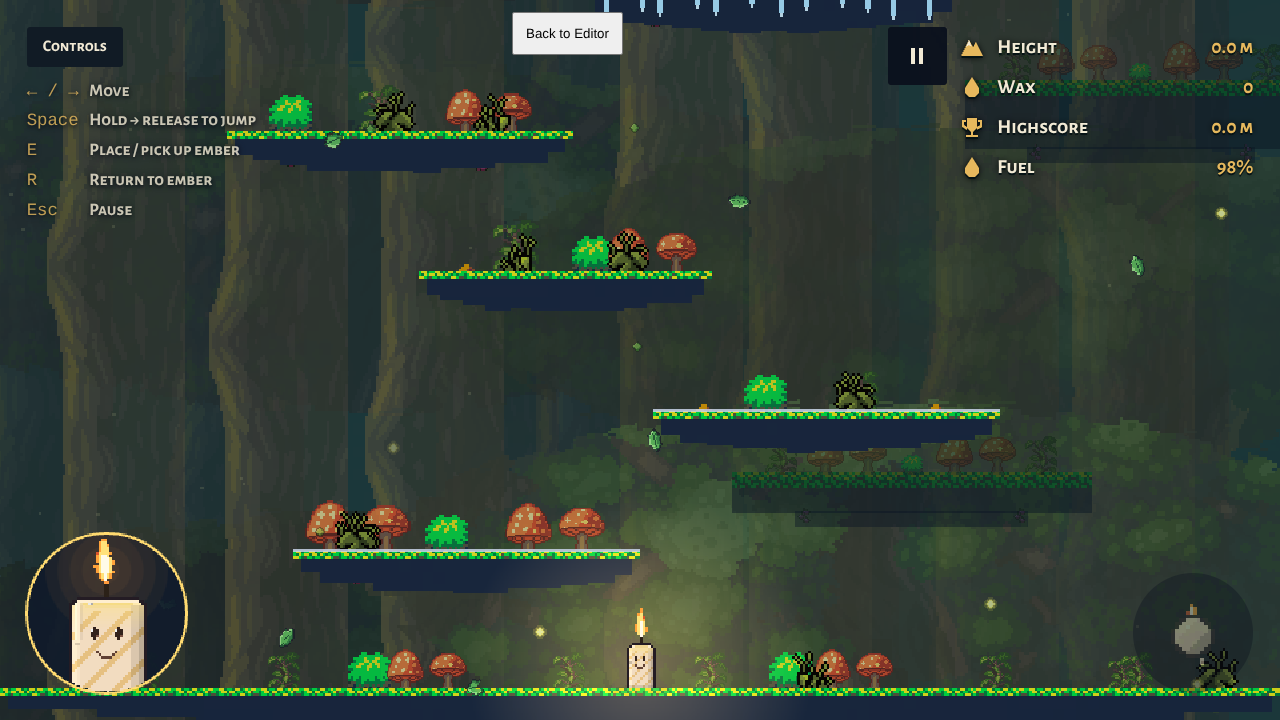 Back to Editor
Controls
← / → Move
Space Hold → release to jump
E Place / pick up ember
R Return to ember
Esc Pause
Height 0.0 m
Wax 0
Highscore 0.0 m
Fuel 98%